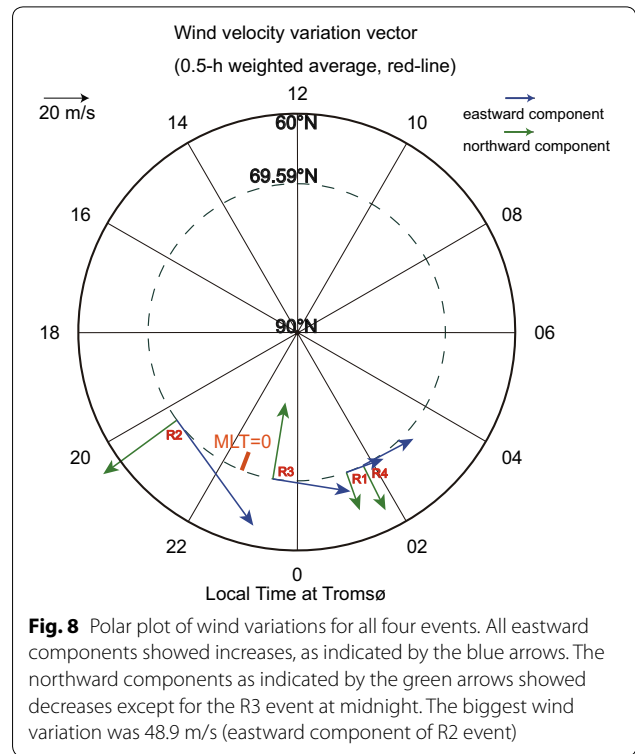 Wind velocity variation vector
(0.5-h weighted average, red-line)
20 m/s
eastward component
northward component
12
60°N
14
10
69.59°N
16
08
18
90°N
06
20
R2
MLT=0
R3
R1
R4
04
22
02
0
Local Time at Tromsø
Fig. 8 Polar plot of wind variations for all four events. All eastward
components showed increases, as indicated by the blue arrows. The
northward components as indicated by the green arrows showed
decreases except for the R3 event at midnight. The biggest wind
variation was 48.9 m/s (eastward component of R2 event)